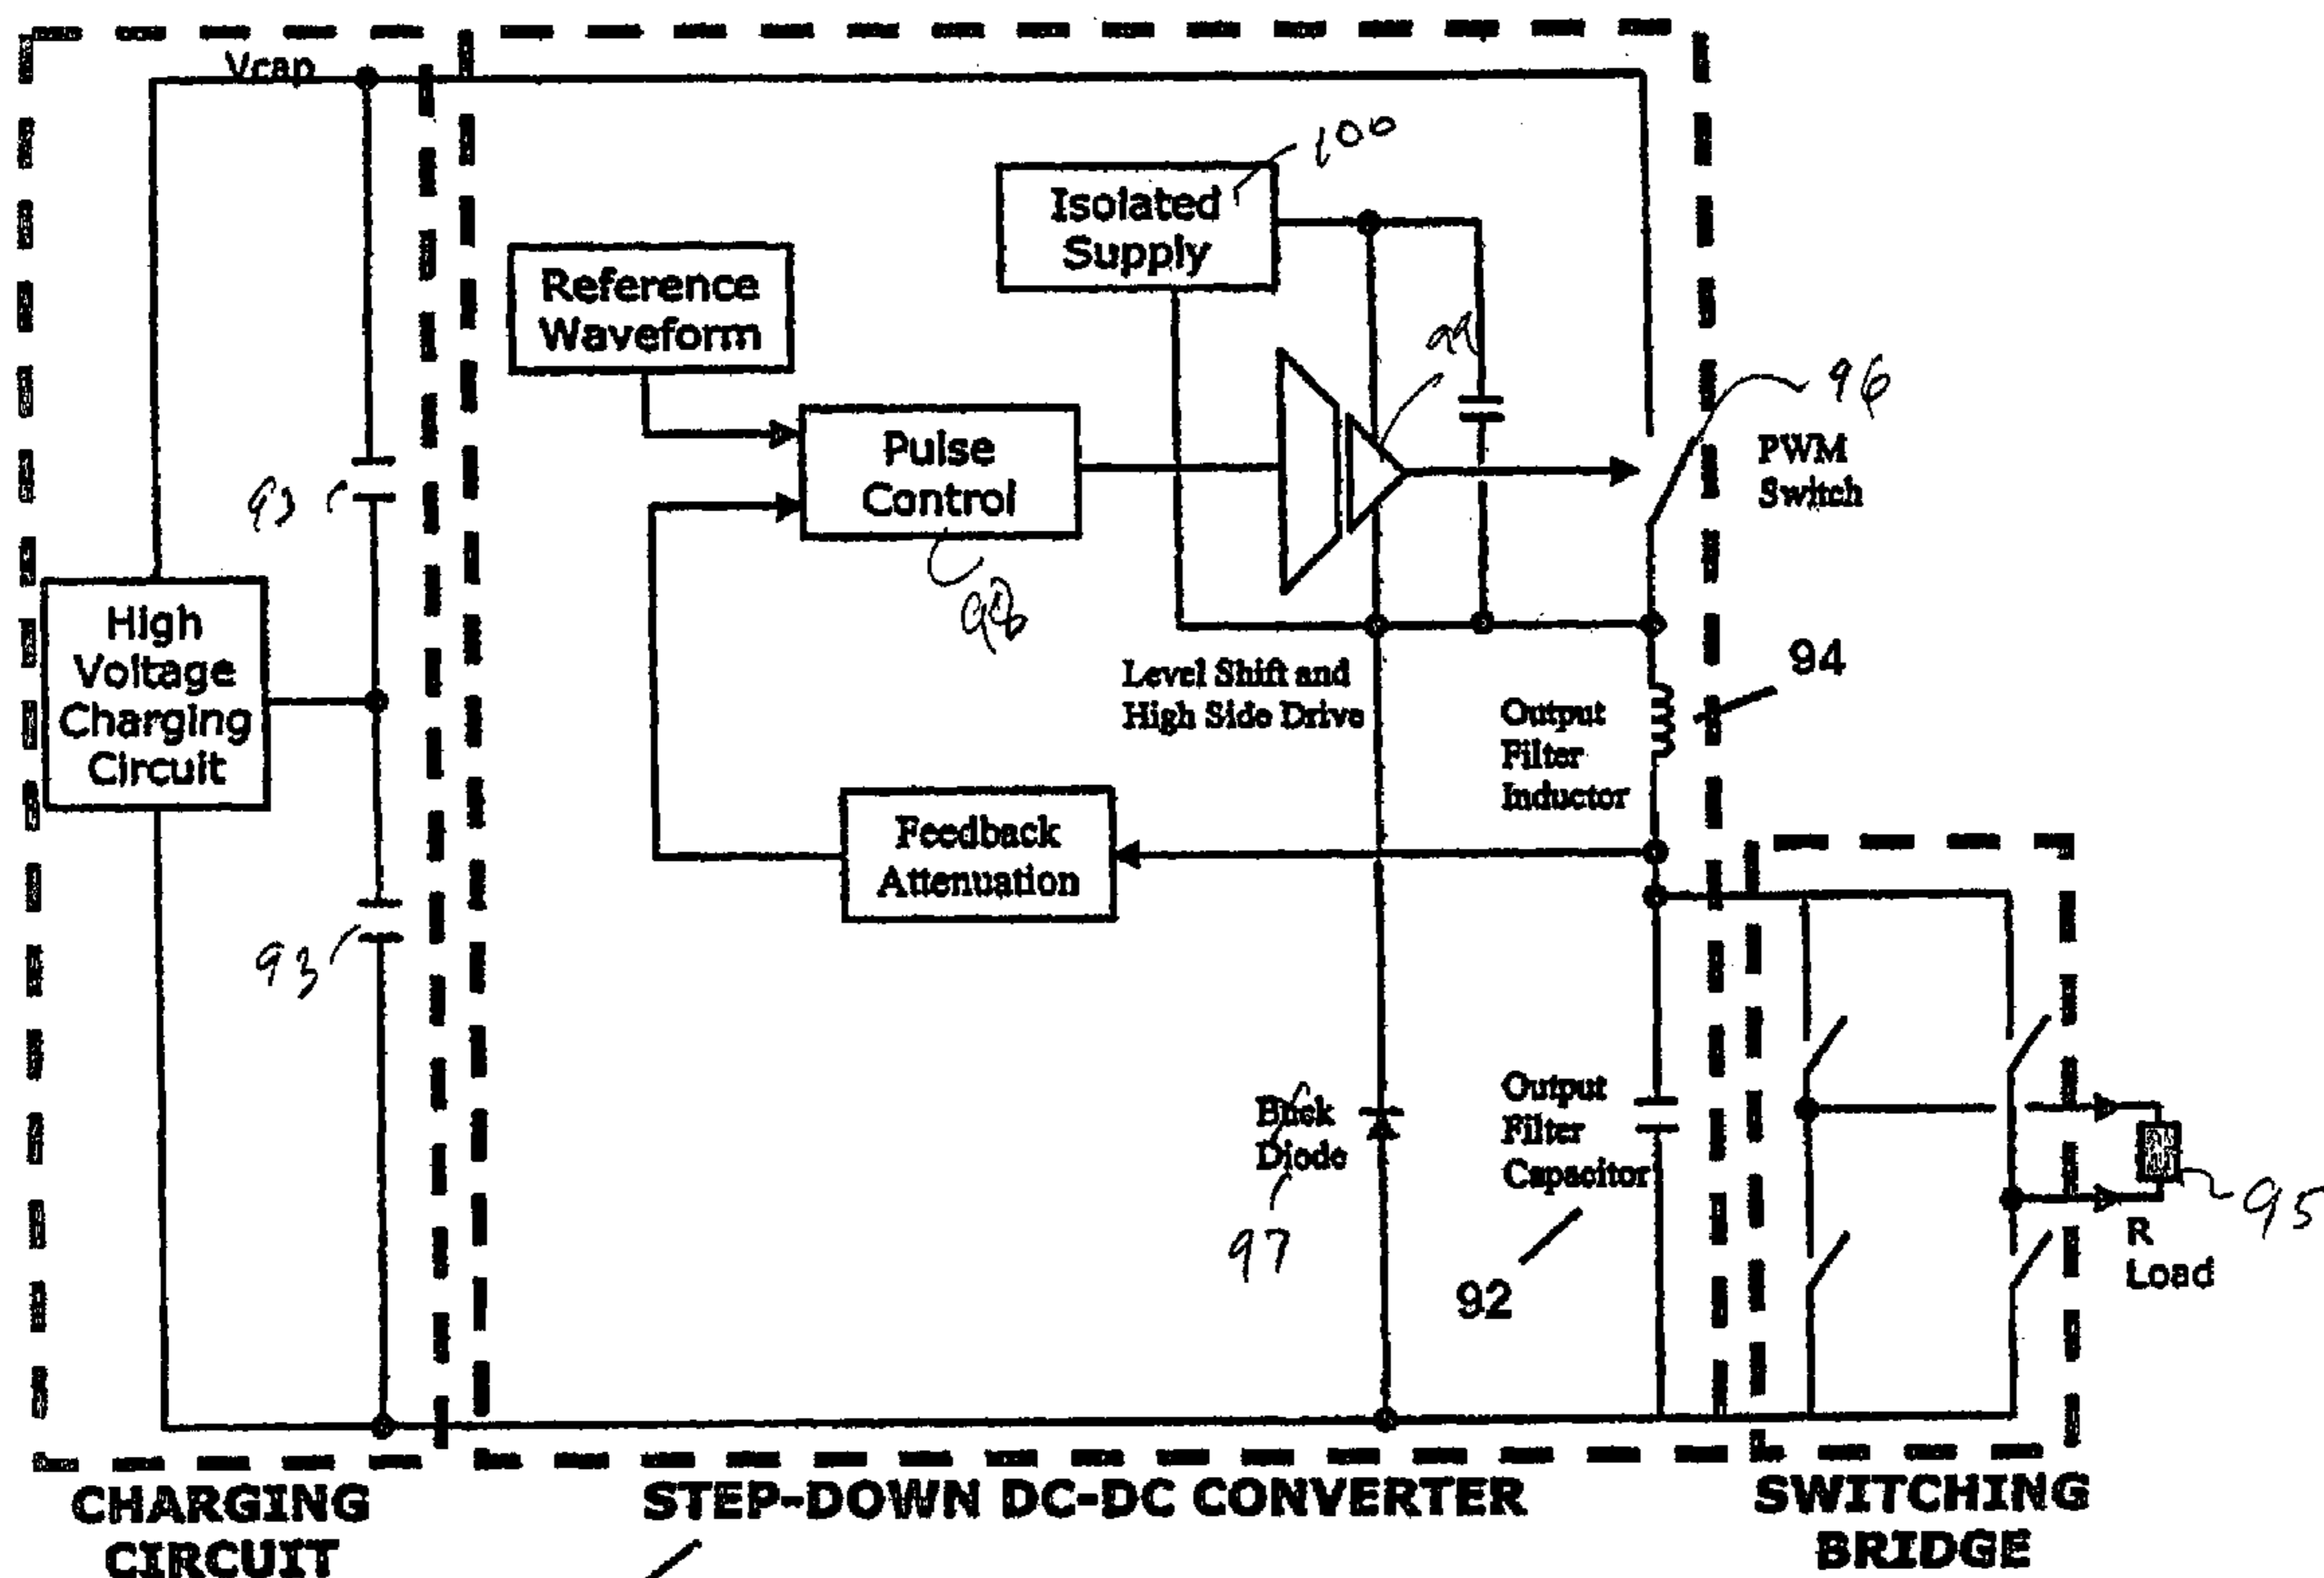 Vcap
100
Isolated
Supply
Reference
Waveform
99
96
PWM
Switch
Pulse
Control
93
98
High
Voltage
Charging
Circuit
94
Level Shift and
High Side Drive
Output
Filter
Inductor
Feedback
Attenuation
93
Buck
Diode
97
Output
Filter
Capacitor
92
95
R
Load
CHARGING
CIRCUIT
STEP-DOWN DC-DC CONVERTER
SWITCHING
BRIDGE